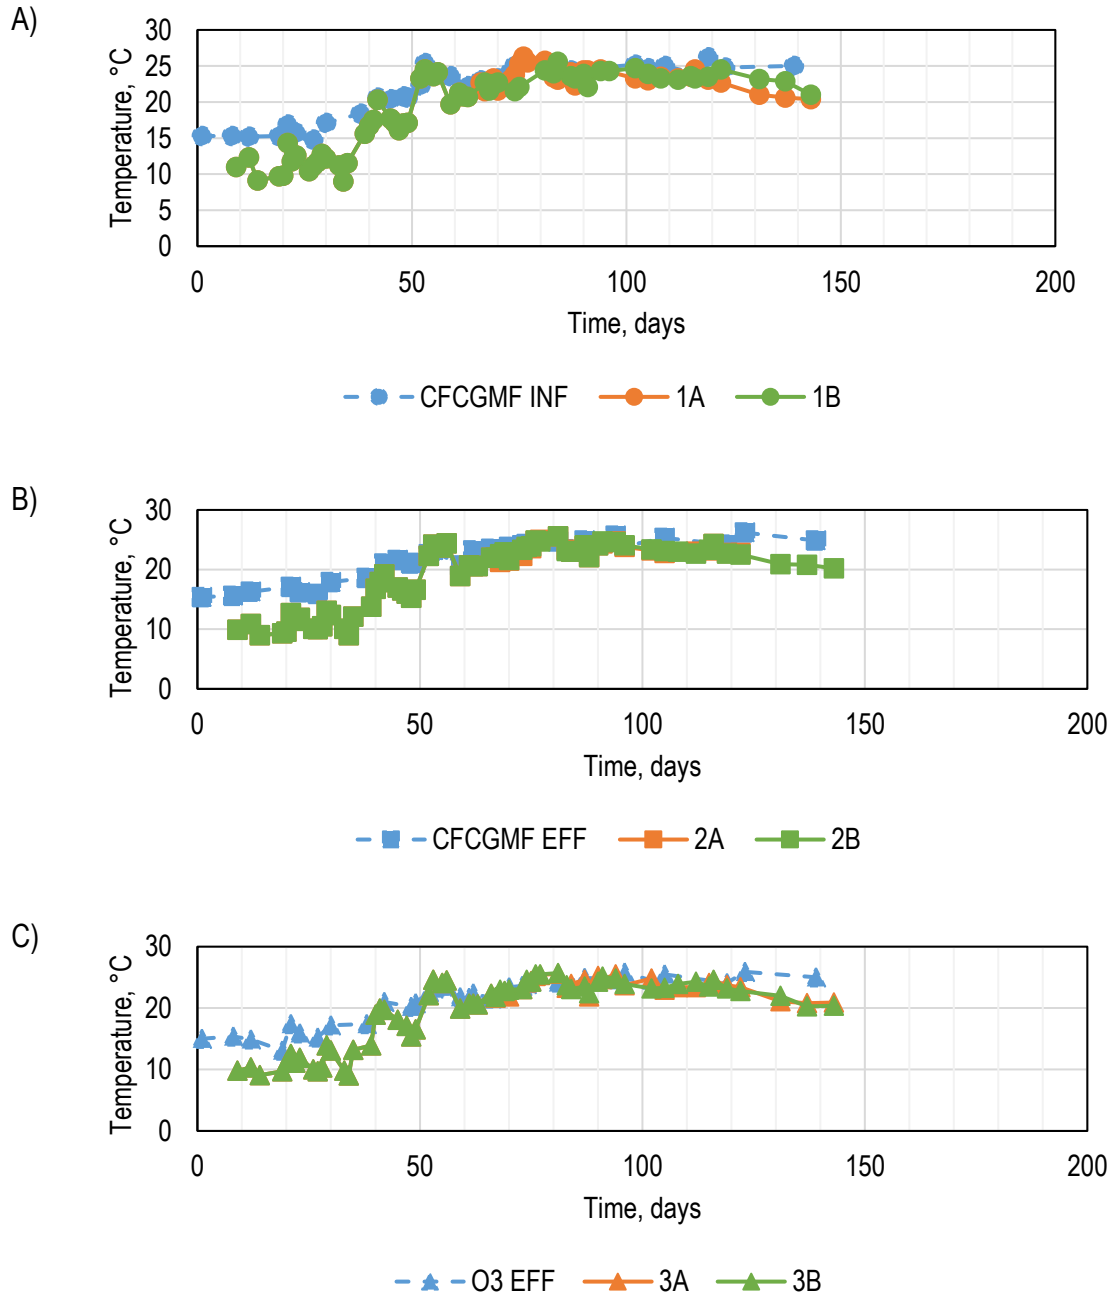 A)
Temperature, °C
30
25
20
15
10
5
0
0 50 100 150 200
Time, days
CFCGMF INF 1A 1B
B)
Temperature, °C
30
20
10
0
0 50 100 150 200
Time, days
CFCGMF EFF 2A 2B
C)
Temperature, °C
30
20
10
0
0 50 100 150 200
Time, days
O3 EFF 3A 3B